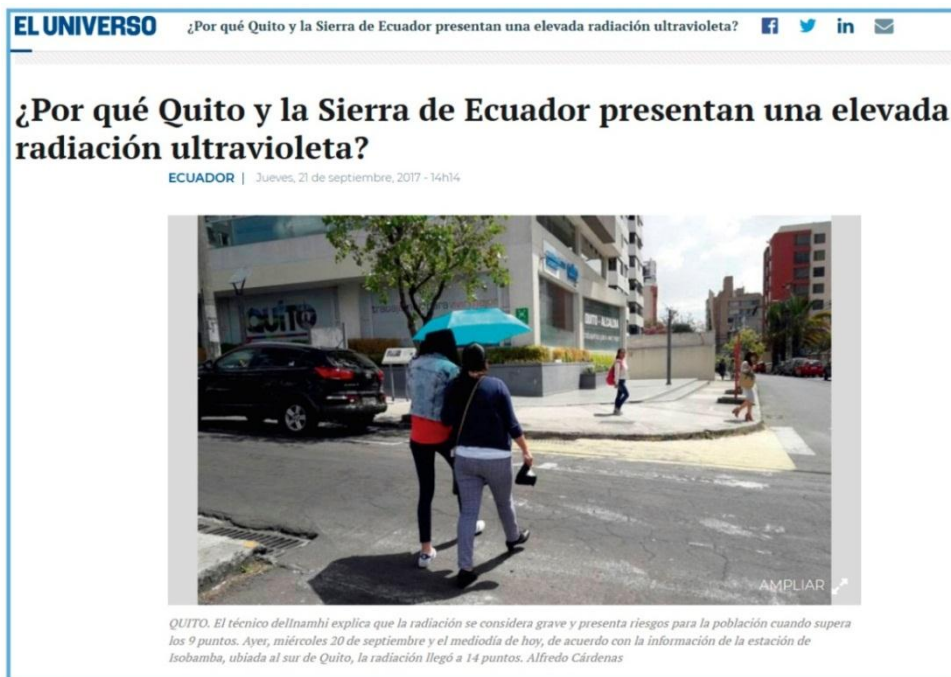 EL UNIVERSO
¿Por qué Quito y la Sierra de Ecuador presentan una elevada radiación ultravioleta?
in
¿Por qué Quito y la Sierra de Ecuador presentan una elevada
radiación ultravioleta?
ECUADOR | Jueves, 21 de septiembre, 2017 - 14h14
QUITO
AMPLIAR
QUITO. El técnico delInamhi explica que la radiación se considera grave y presenta riesgos para la población cuando supera
los 9 puntos. Ayer, miércoles 20 de septiembre y el mediodía de hoy, de acuerdo con la información de la estación de
Isobamba, ubiada al sur de Quito, la radiación llegó a 14 puntos. Alfredo Cárdenas